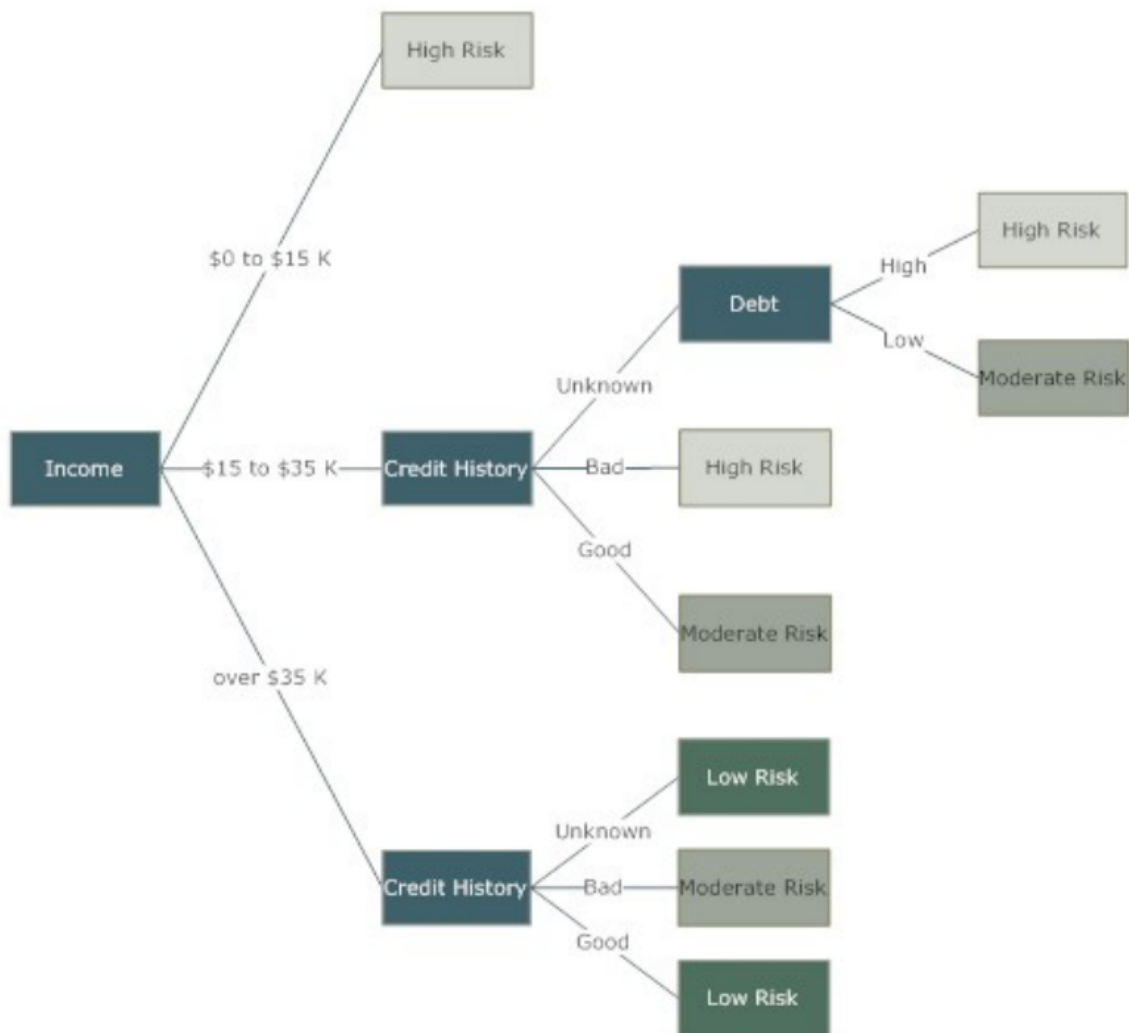 High Risk
$0 to $15 K
High Risk
High
Debt
Low
Moderate Risk
Unknown
Income
$15 to $35 K
Credit History
Bad
High Risk
Good
Moderate Risk
over $35 K
Low Risk
Unknown
Credit History
Bad
Moderate Risk
Good
Low Risk